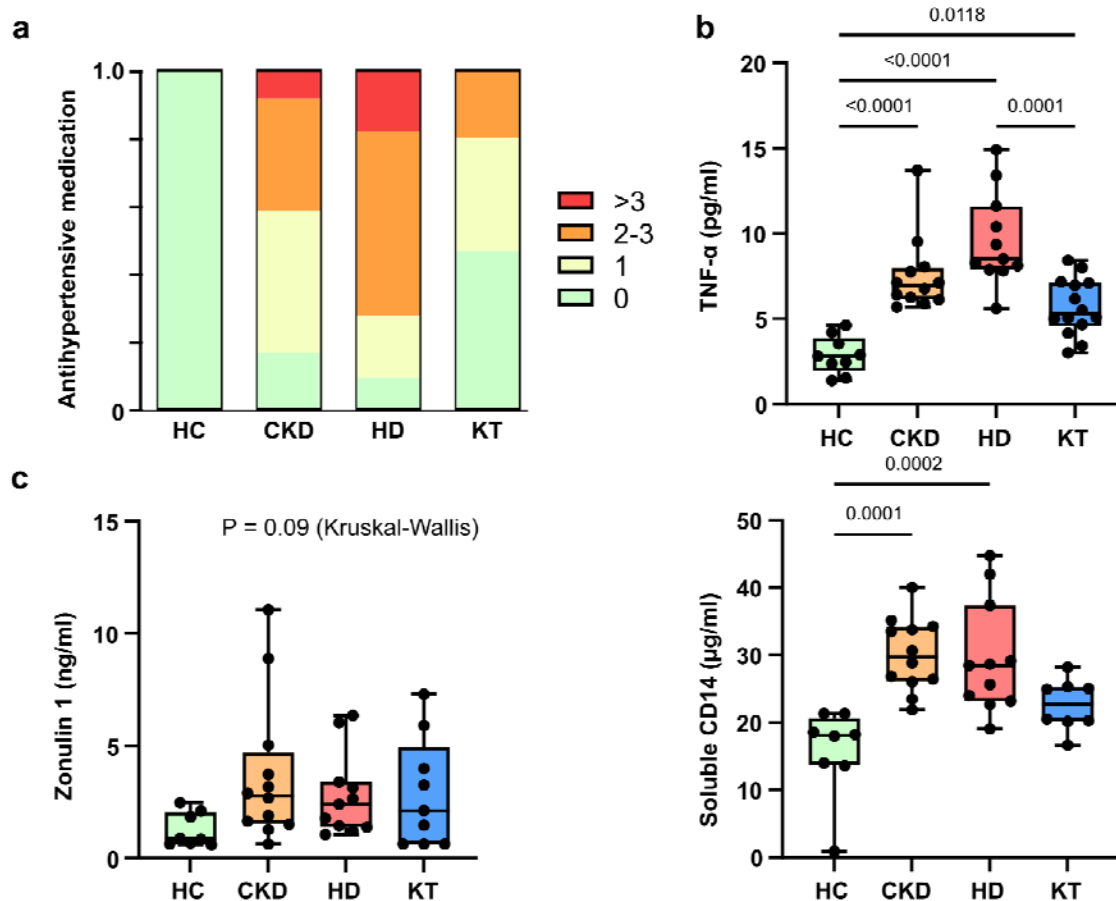 a
Antihypertensive medication
1.0
0
HC CKD HD KT
>3
2-3
1
0
b
0.0118
<0.0001
<0.0001 0.0001
TNF-α (pg/ml)
20
15
10
5
0
HC CKD HD KT
c
P = 0.09 (Kruskal-Wallis)
Zonulin 1 (ng/ml)
15
10
5
0
HC CKD HD KT
0.0002
0.0001
Soluble CD14 (μg/ml)
50
40
30
20
10
0
HC CKD HD KT